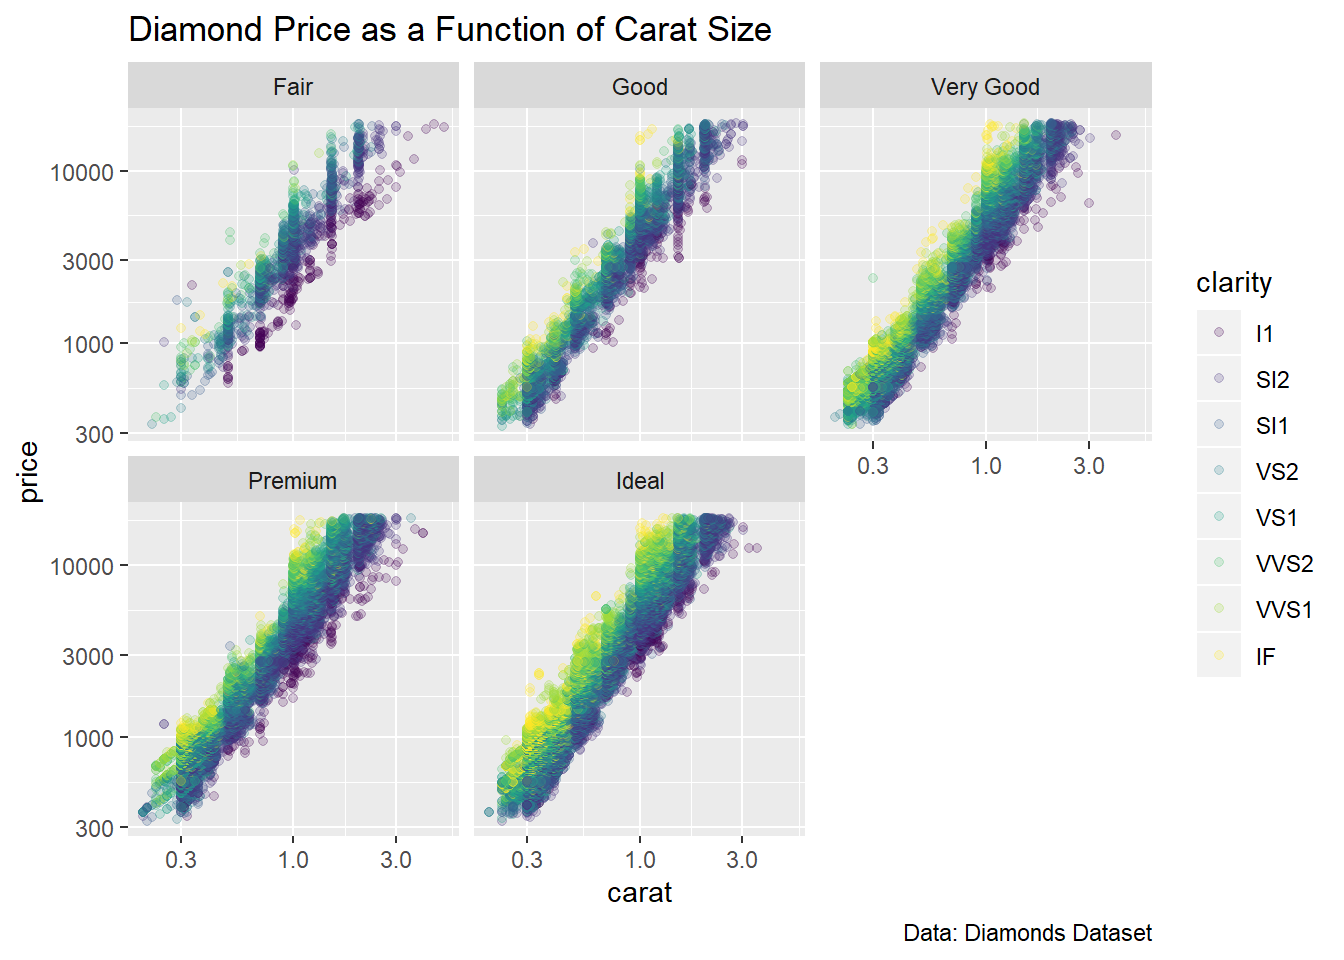 Diamond Price as a Function of Carat Size
Fair
Good
Very Good
10000
3000
1000
300
0.3 1.0 3.0
Premium
Ideal
10000
3000
1000
300
0.3 1.0 3.0
0.3 1.0 3.0
price
carat
clarity
I1
SI2
SI1
VS2
VS1
VVS2
VVS1
IF
Data: Diamonds Dataset